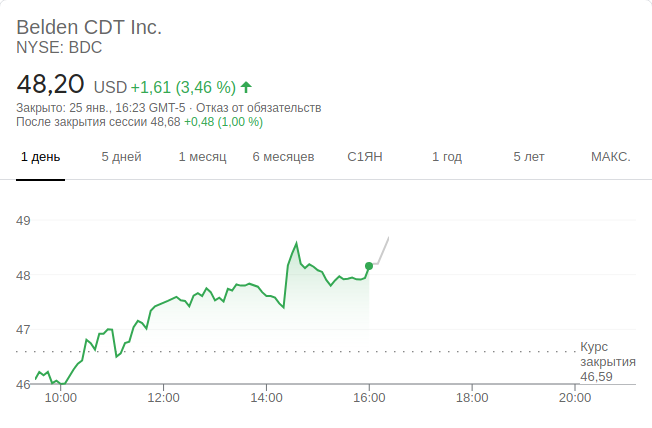 Belden CDT Inc.
NYSE: BDC
48,20 USD +1,61 (3,46 %)
Закрыто: 25 янв., 16:23 GMT-5 · Отказ от обязательств
После закрытия сессии 48,68 +0,48 (1,00 %)
1 день 5 дней 1 месяц 6 месяцев С1ЯН 1 год 5 лет МАКС.
49
48
47
Курс
закрытия
46,59
46
10:00 12:00 14:00 16:00 18:00 20:00